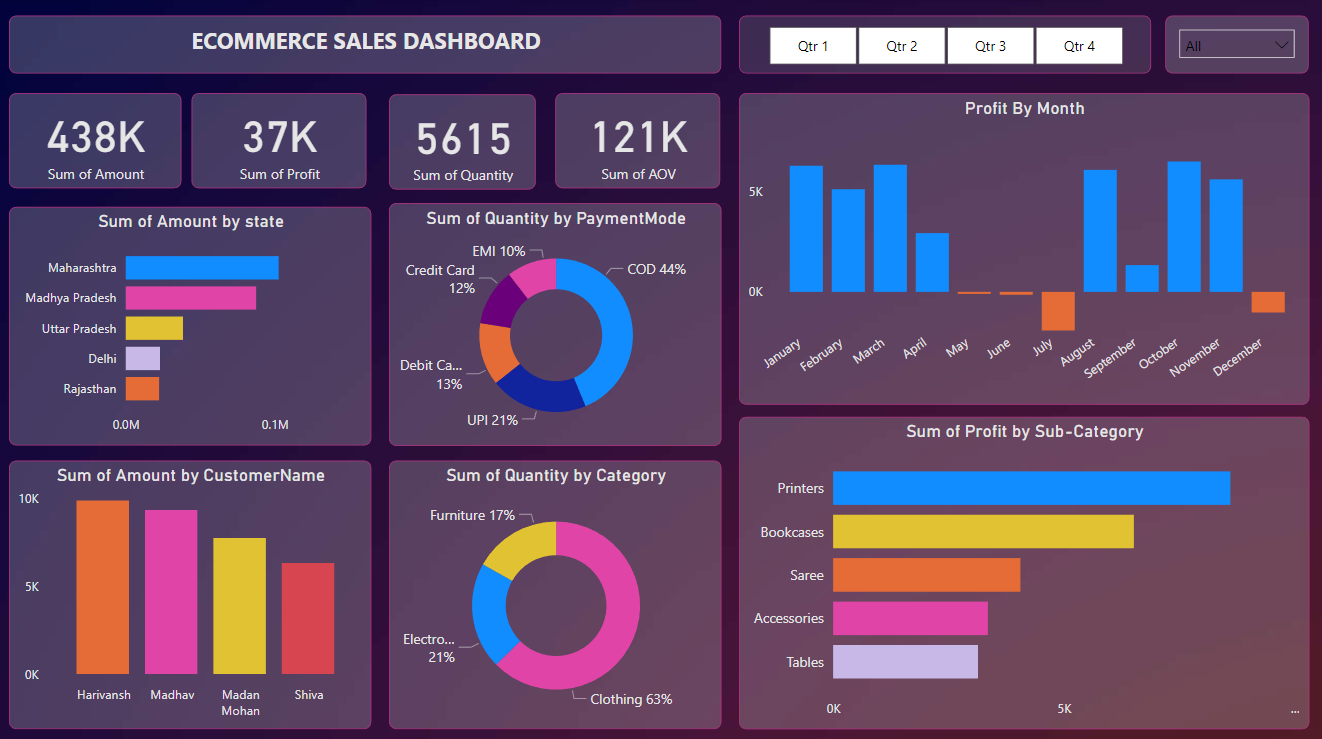 ECOMMERCE SALES DASHBOARD
Qtr 1
Qtr 2
Qtr 3
Qtr 4
All
438K
Sum of Amount
37K
Sum of Profit
5615
Sum of Quantity
121K
Sum of AOV
Profit By Month
5K
0K
January
February
March
April
May
June
July
August
September
October
November
December
Sum of Amount by state
Maharashtra
Madhya Pradesh
Uttar Pradesh
Delhi
Rajasthan
0.0M
0.1M
Sum of Quantity by PaymentMode
EMI 10%
COD 44%
Credit Card
12%
Debit Ca...
13%
UPI 21%
Sum of Profit by Sub-Category
Printers
Bookcases
Saree
Accessories
Tables
0K
5K
...
Sum of Amount by CustomerName
10K
5K
0K
Harivansh
Madhav
Madan
Mohan
Shiva
Sum of Quantity by Category
Furniture 17%
Electro...
21%
Clothing 63%